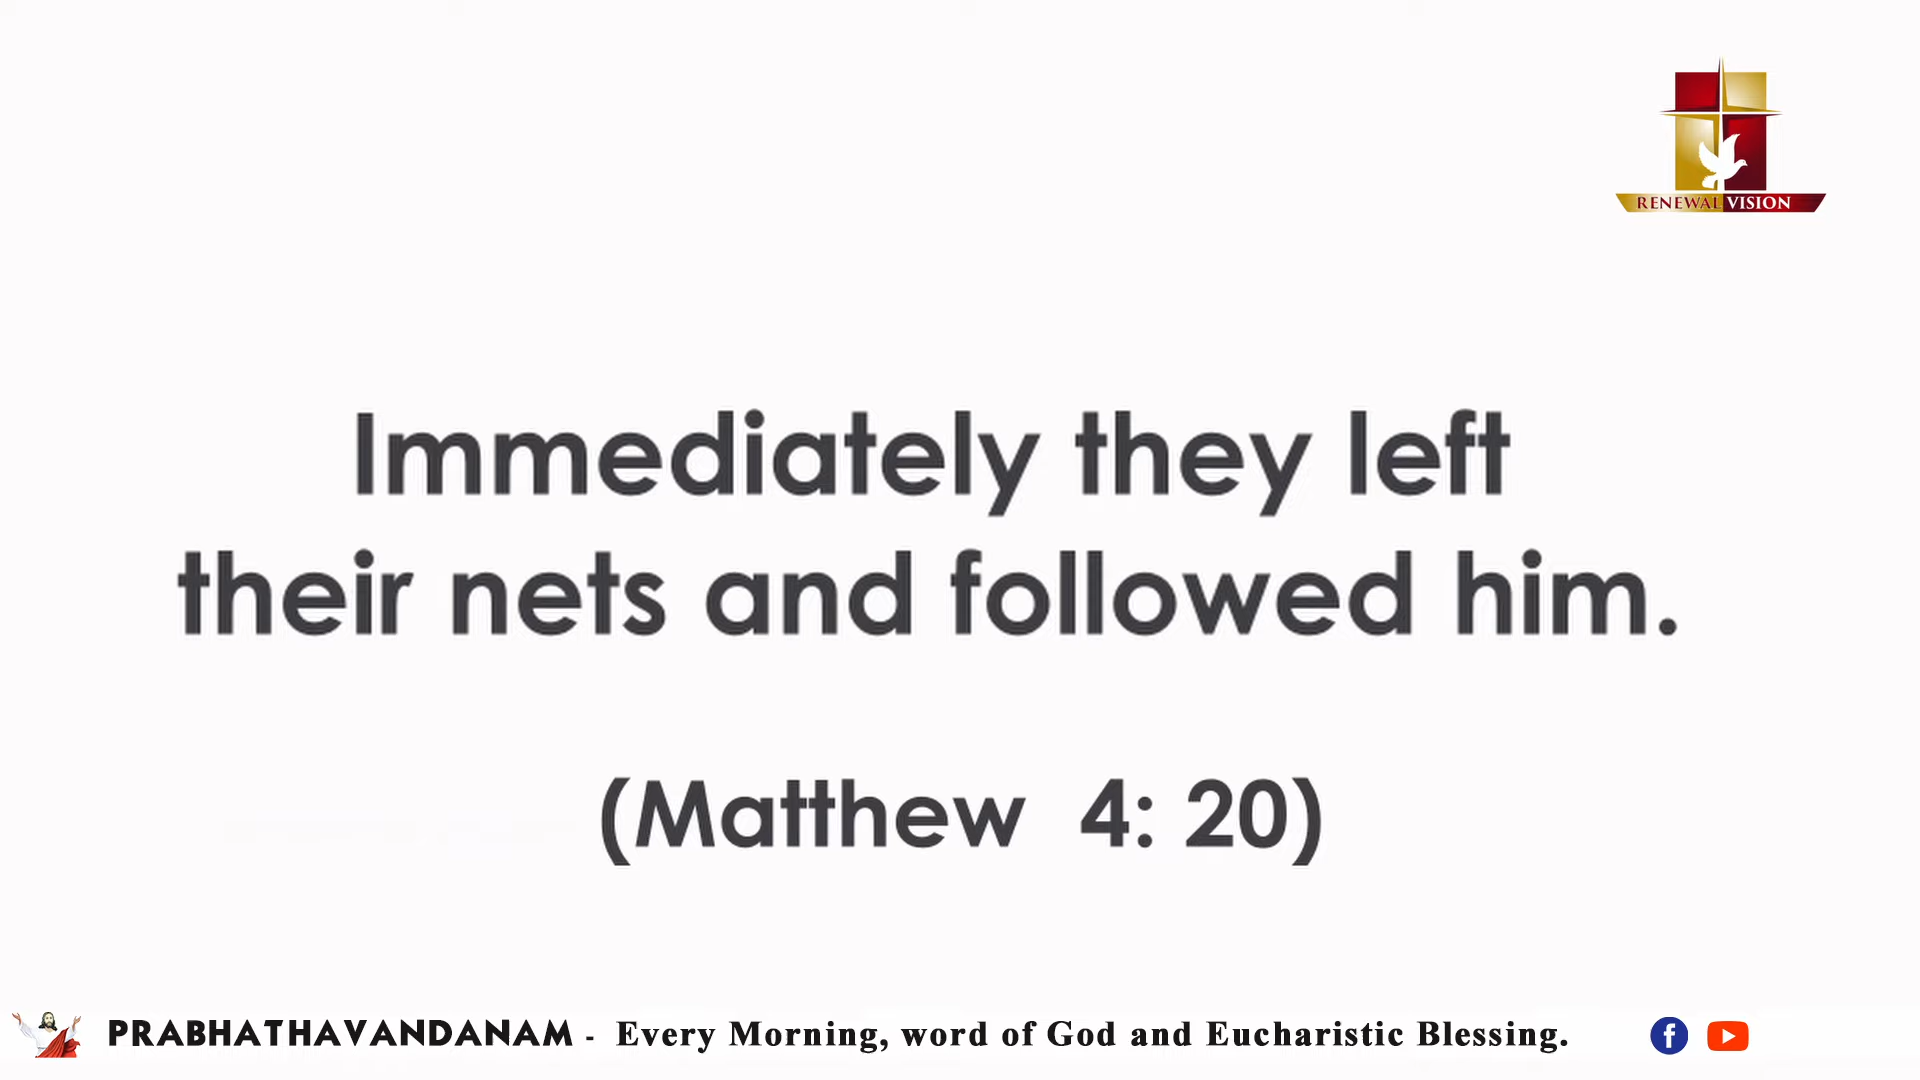 RENEWAL VISION
Immediately they left
their nets and followed him.
(Matthew 4: 20)
PRABHATHAVANDANAM - Every Morning, word of God and Eucharistic Blessing.